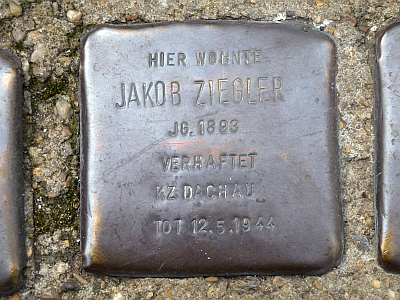 HIER WOHNTE
JAKOB ZIEGLER
JG. 1893
VERHAFTET
KZ DACHAU
TOT 12.5.1944